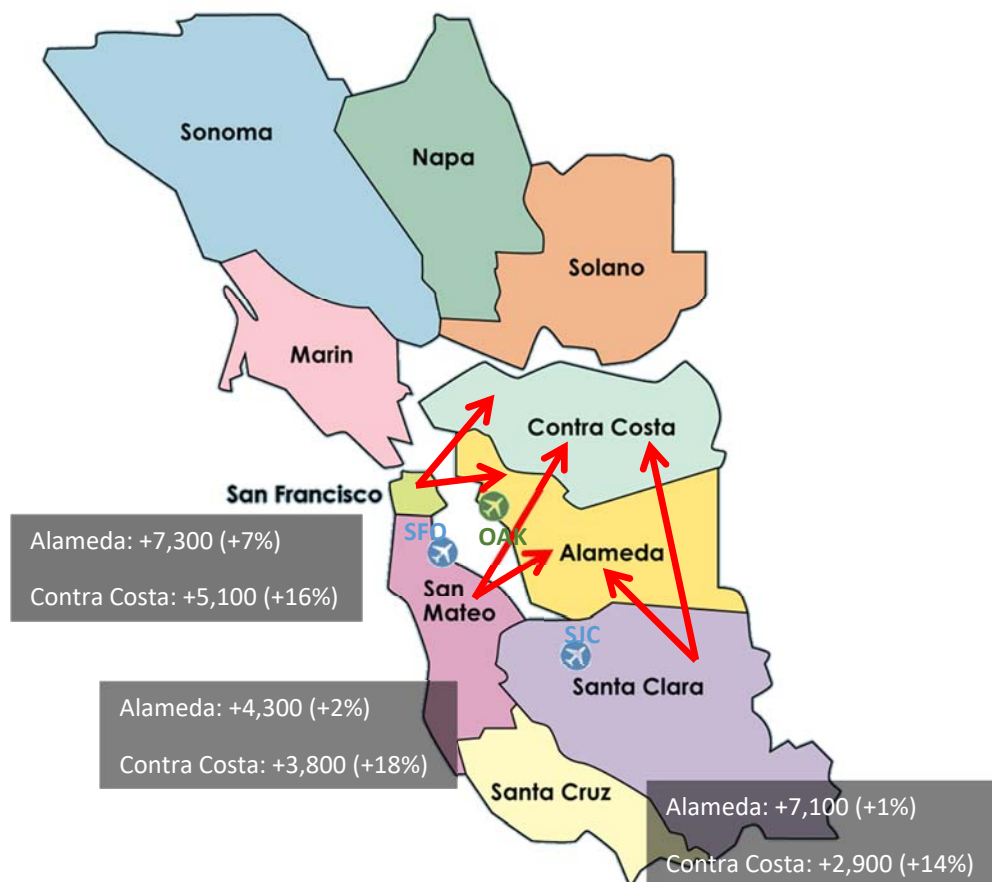 Sonoma
Napa
Solano
Marin
Contra Costa
San Francisco
SFO
OAK
Alameda: +7,300 (+7%)
Contra Costa: +5,100 (+16%)
Alameda
San
Mateo
SJC
Santa Clara
Alameda: +4,300 (+2%)
Contra Costa: +3,800 (+18%)
Santa Cruz
Alameda: +7,100 (+1%)
Contra Costa: +2,900 (+14%)